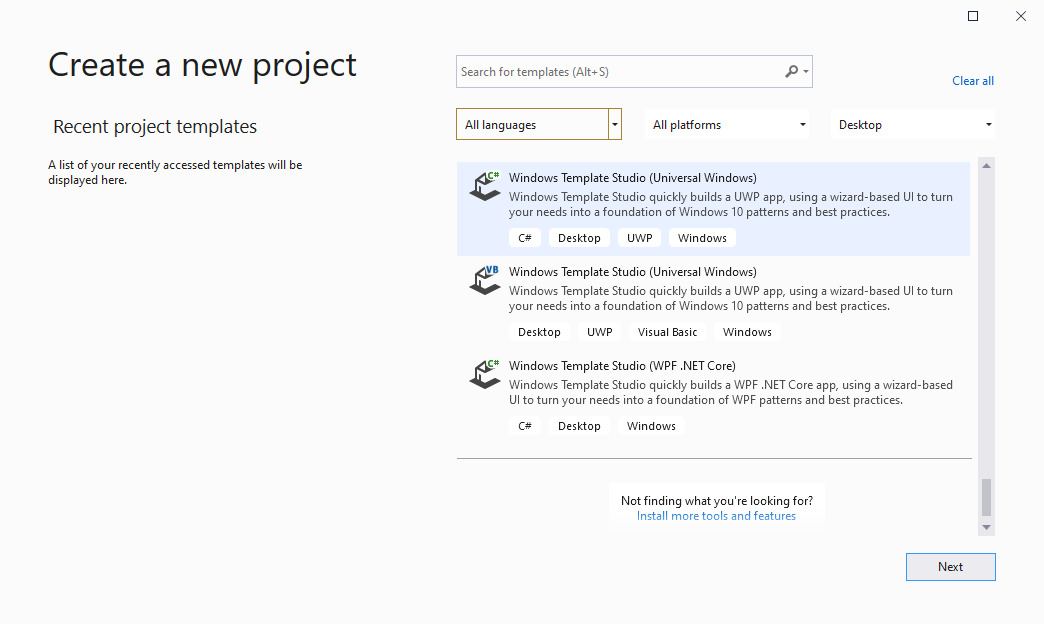 Create a new project
Search for templates (Alt+S)
Clear all
Recent project templates
All languages
All platforms
Desktop
A list of your recently accessed templates will be
displayed here.
C#
Windows Template Studio (Universal Windows)
Windows Template Studio quickly builds a UWP app, using a wizard-based UI to turn
your needs into a foundation of Windows 10 patterns and best practices.
C# Desktop UWP Windows
VB
Windows Template Studio (Universal Windows)
Windows Template Studio quickly builds a UWP app, using a wizard-based UI to turn
your needs into a foundation of Windows 10 patterns and best practices.
Desktop UWP Visual Basic Windows
C#
Windows Template Studio (WPF .NET Core)
Windows Template Studio quickly builds a WPF .NET Core app, using a wizard-based
UI to turn your needs into a foundation of WPF patterns and best practices.
C# Desktop Windows
Not finding what you're looking for?
Install more tools and features
Next